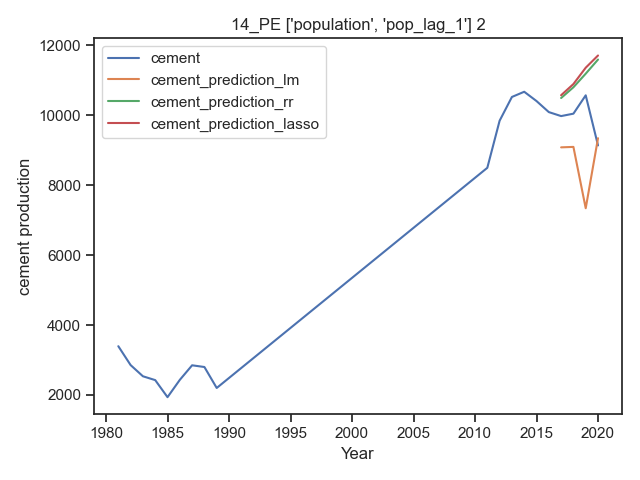 14_PE ['population', 'pop_lag_1'] 2
cement
cement_prediction_lm
cement_prediction_rr
cement_prediction_lasso
cement production
12000
10000
8000
6000
4000
2000
1980 1985 1990 1995 2000 2005 2010 2015 2020
Year